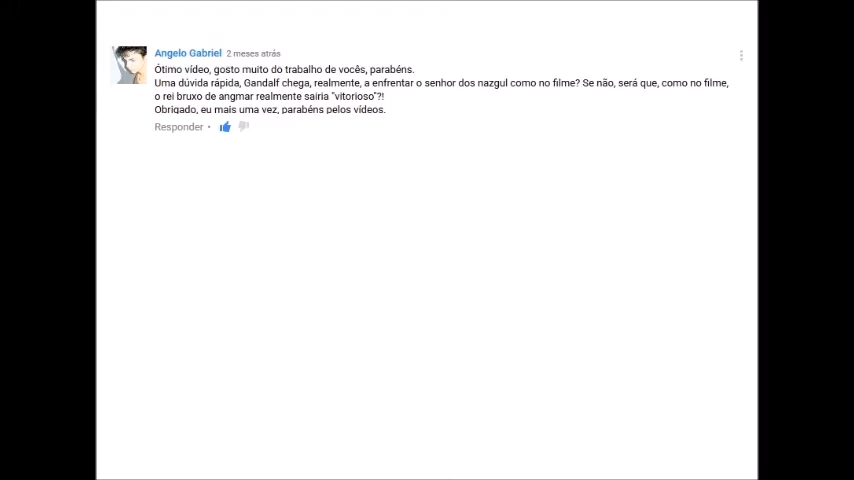 Angelo Gabriel 2 meses atrás
Ótimo vídeo, gosto muito do trabalho de vocês, parabéns.
Uma dúvida rápida, Gandalf chega, realmente, a enfrentar o senhor dos nazgul como no filme? Se não, será que, como no filme,
o rei bruxo de angmar realmente sairia "vitorioso"?!
Obrigado, eu mais uma vez, parabéns pelos vídeos.
Responder •